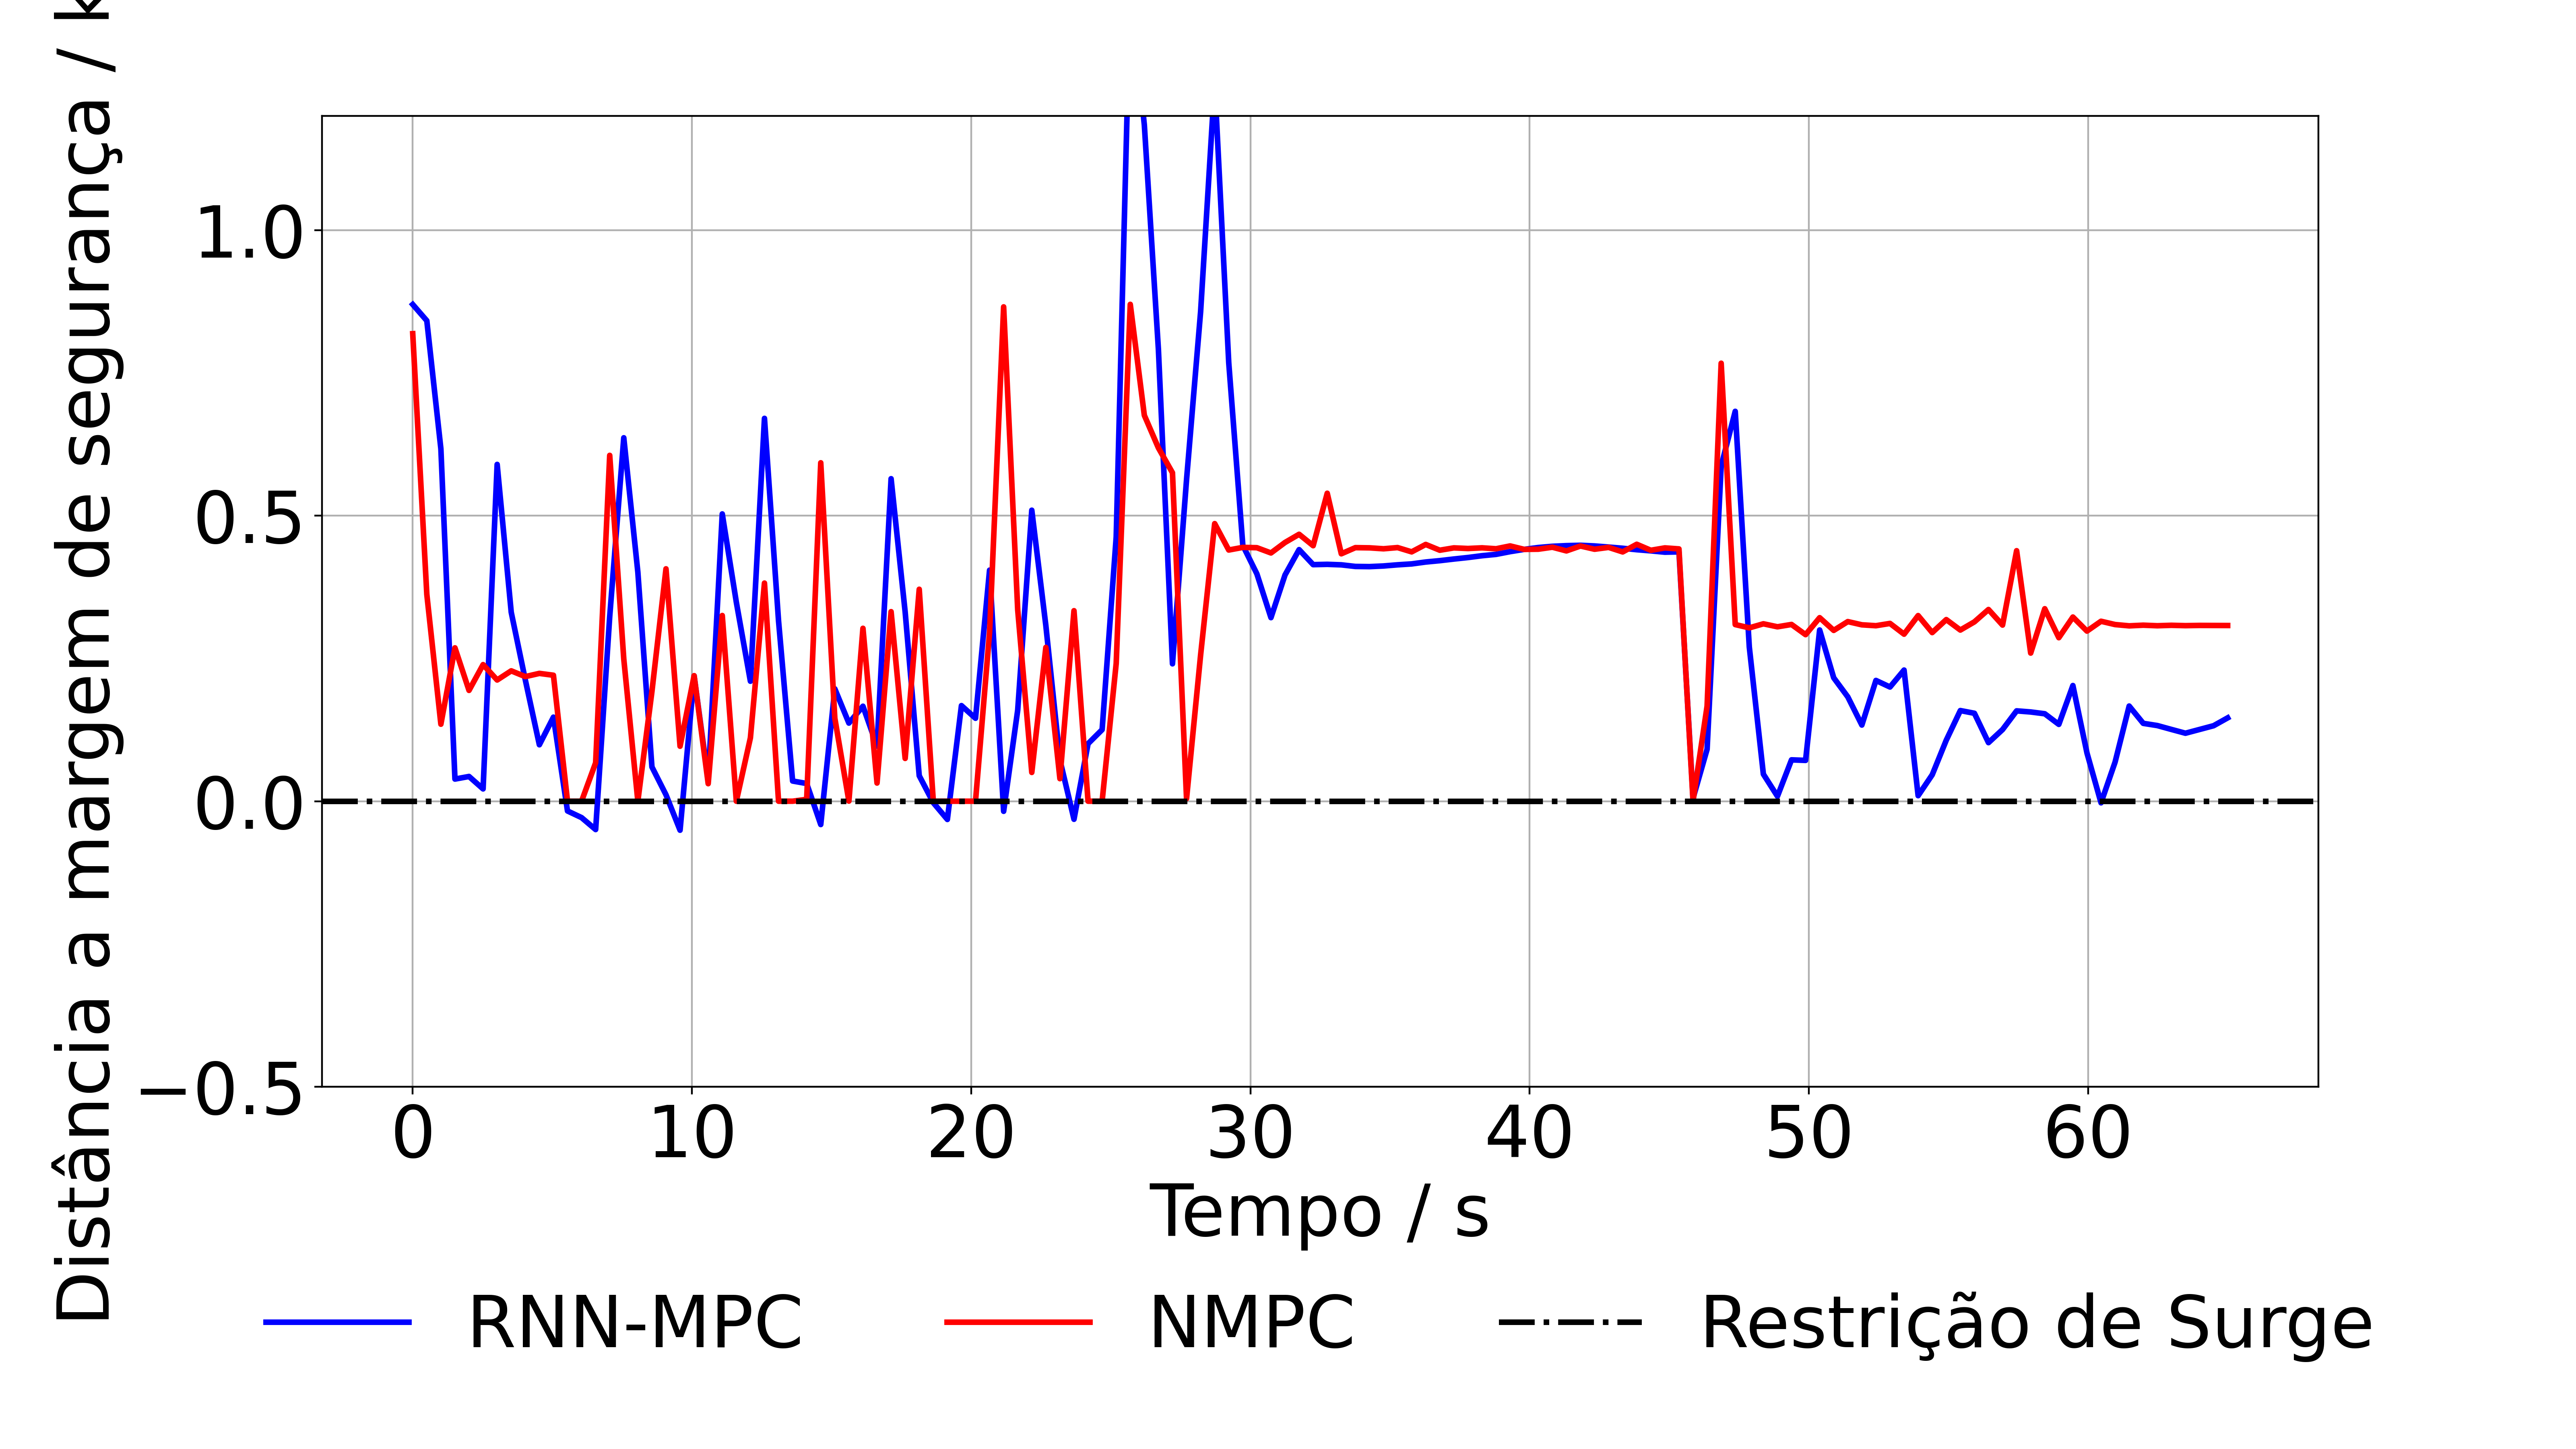 Distância a margem de segurança /
1.0
0.5
0.0
−0.5
0 10 20 30 40 50 60
Tempo / s
RNN-MPC NMPC Restrição de Surge